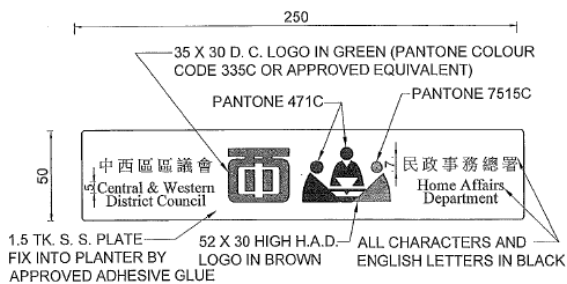 250
35 X 30 D. C. LOGO IN GREEN (PANTONE COLOUR
CODE 335C OR APPROVED EQUIVALENT)
PANTONE 471C
PANTONE 7515C
50
中西區區議會
5
Central & Western
District Council
7
民政事務總署
Home Affairs
Department
1.5 TK. S. S. PLATE
FIX INTO PLANTER BY
APPROVED ADHESIVE GLUE
52 X 30 HIGH H.A.D.
LOGO IN BROWN
ALL CHARACTERS AND
ENGLISH LETTERS IN BLACK